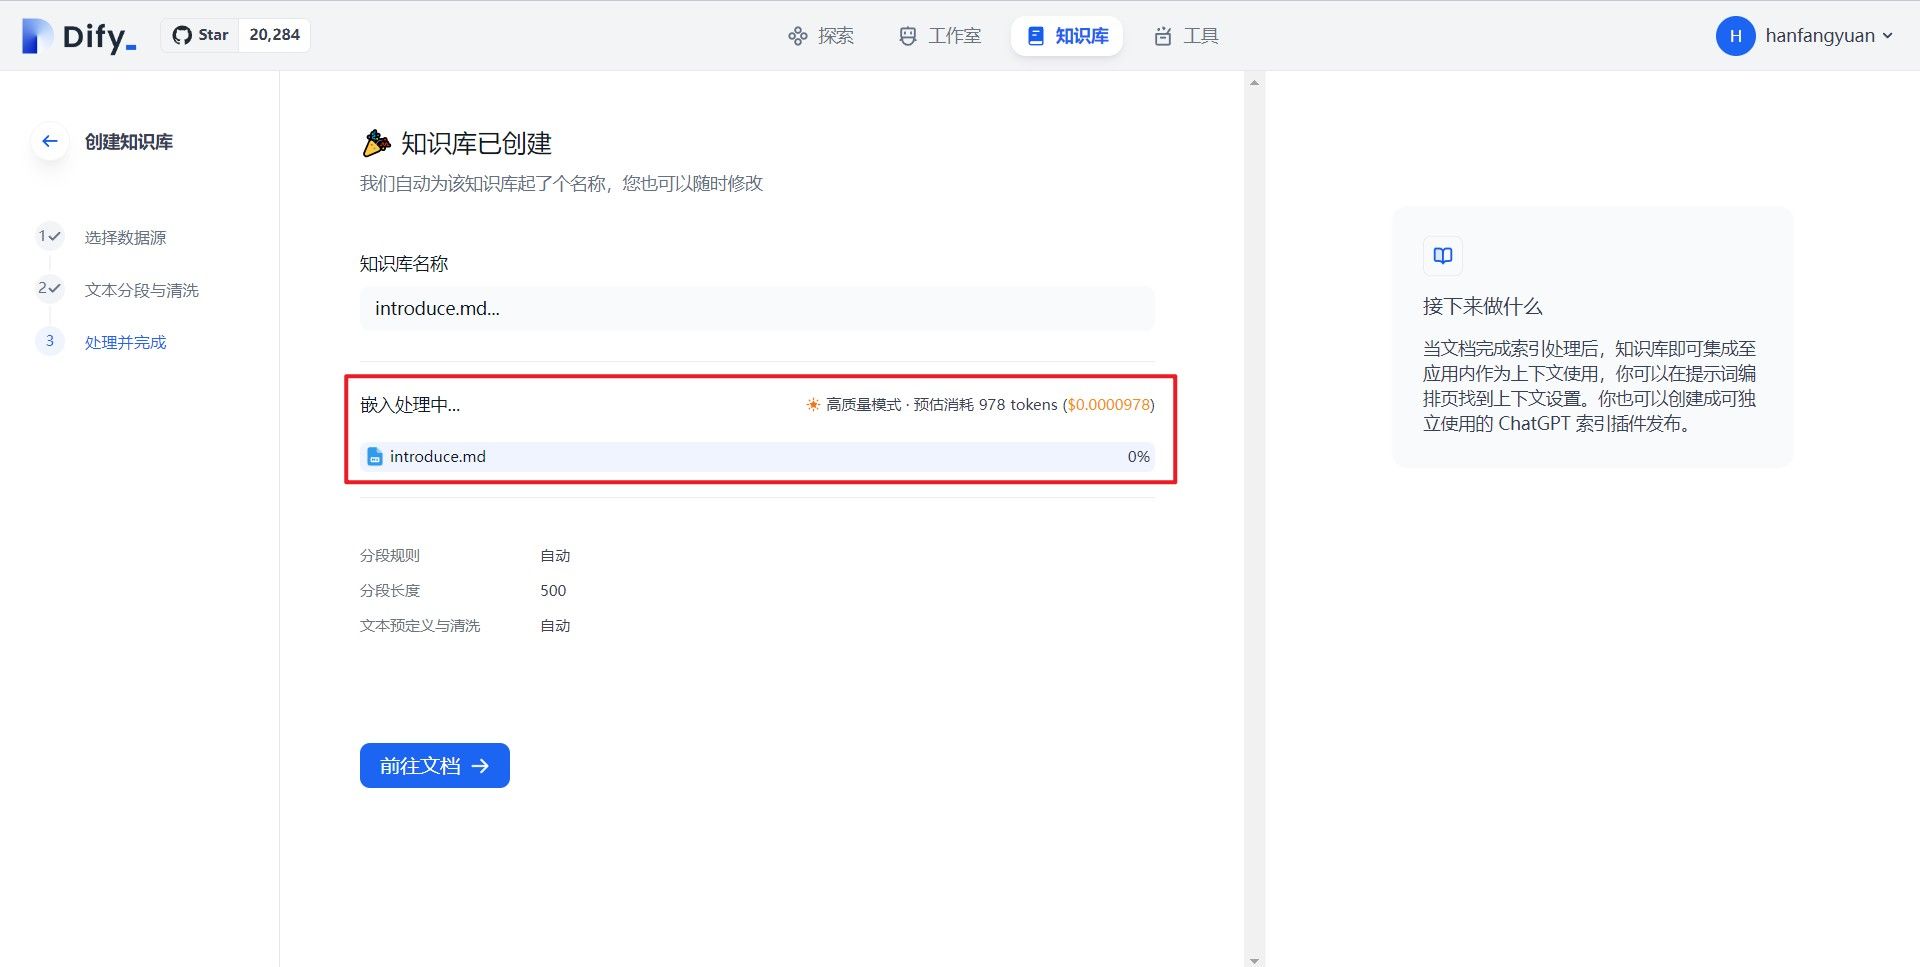 Dify_
Star 20,284
探索 工作室 知识库 工具
H hanfangyuan
创建知识库
1 选择数据源
2 文本分段与清洗
3 处理并完成
知识库已创建
我们自动为该知识库起了个名称，您也可以随时修改
知识库名称
introduce.md...
嵌入处理中... 高质量模式 · 预估消耗 978 tokens ($0.0000978)
introduce.md 0%
分段规则 自动
分段长度 500
文本预定义与清洗 自动
前往文档 →
接下来做什么
当文档完成索引处理后，知识库即可集成至
应用内作为上下文使用，你可以在提示词编
排页找到上下文设置。你也可以创建成可独
立使用的 ChatGPT 索引插件发布。